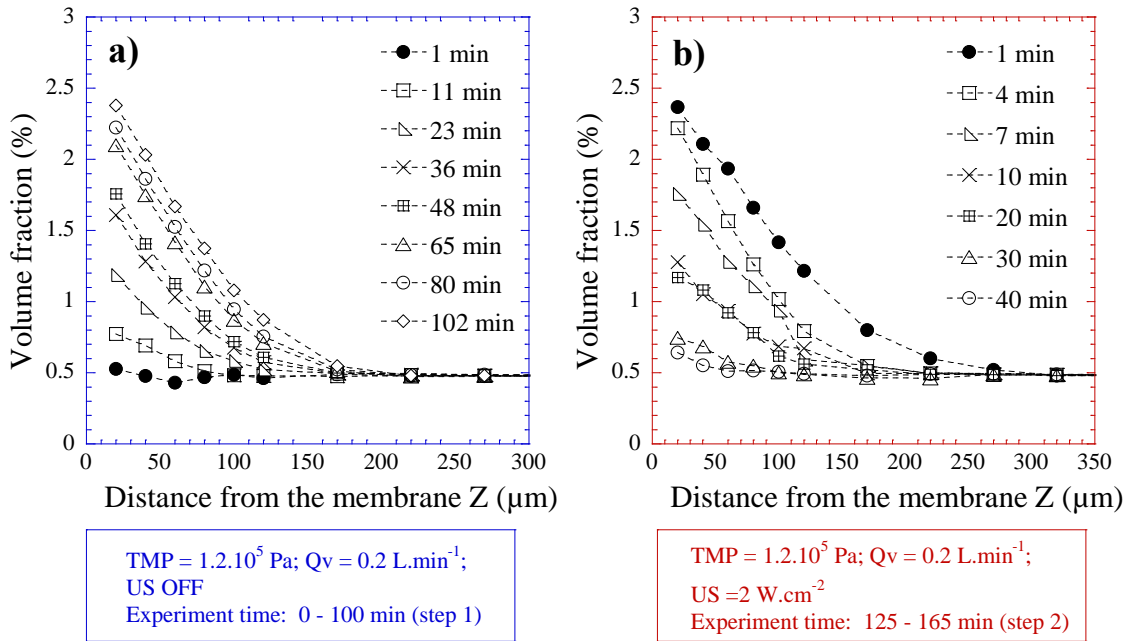 a)
3
2.5
2
1.5
1
0.5
0
Volume fraction (%)
1 min
11 min
23 min
36 min
48 min
65 min
80 min
102 min
0 50 100 150 200 250 300
Distance from the membrane Z (µm)
TMP = 1.2.10⁵ Pa; Qv = 0.2 L.min⁻¹;
US OFF
Experiment time: 0 - 100 min (step 1)
b)
3
2.5
2
1.5
1
0.5
0
Volume fraction (%)
1 min
4 min
7 min
10 min
20 min
30 min
40 min
0 50 100 150 200 250 300 350
Distance from the membrane Z (µm)
TMP = 1.2.10⁵ Pa; Qv = 0.2 L.min⁻¹;
US =2 W.cm⁻²
Experiment time: 125 - 165 min (step 2)